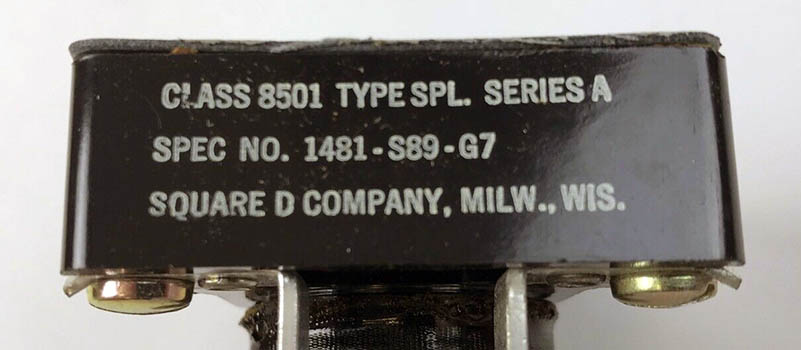 CLASS 8501 TYPE SPL. SERIES A
SPEC NO. 1481-S89-G7
SQUARE D COMPANY, MILW., WIS.